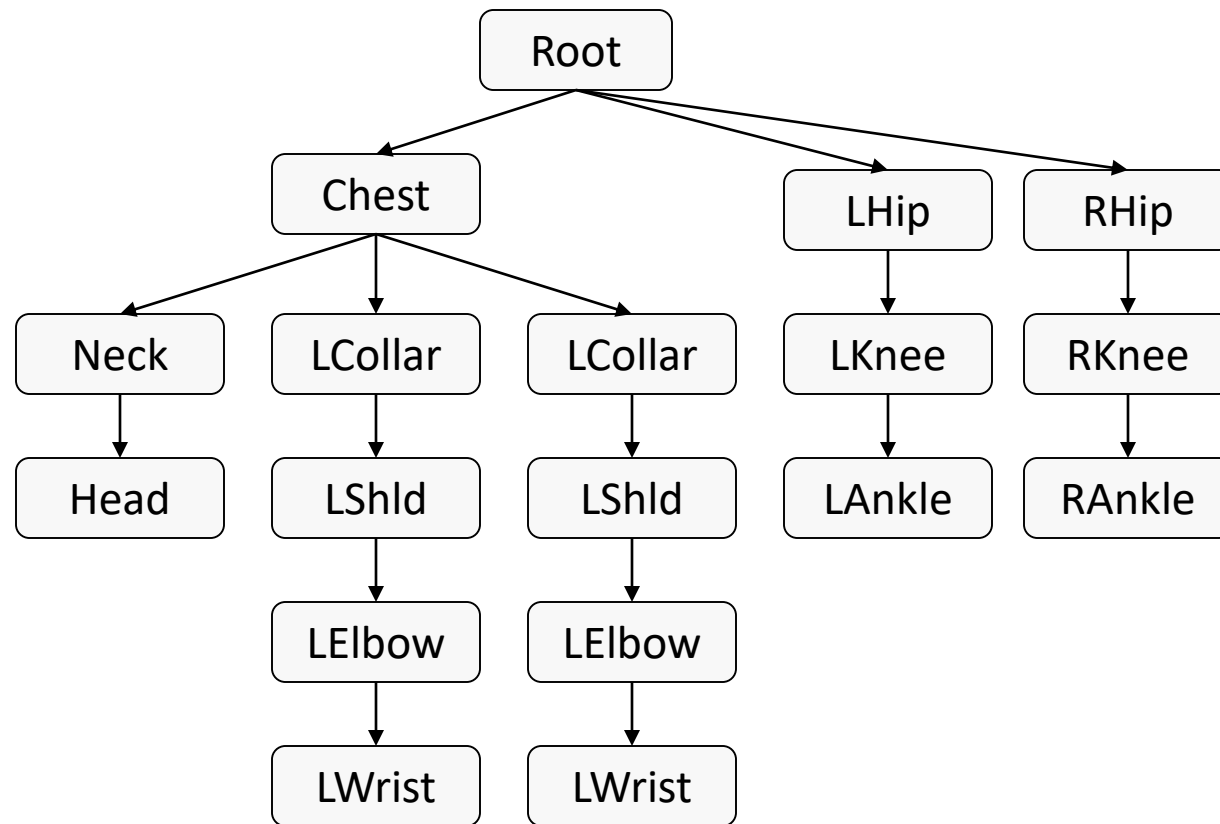 Root
Chest
LHip
RHip
Neck
LCollar
LCollar
LKnee
RKnee
Head
LShld
LShld
LAnkle
RAnkle
LElbow
LElbow
LWrist
LWrist